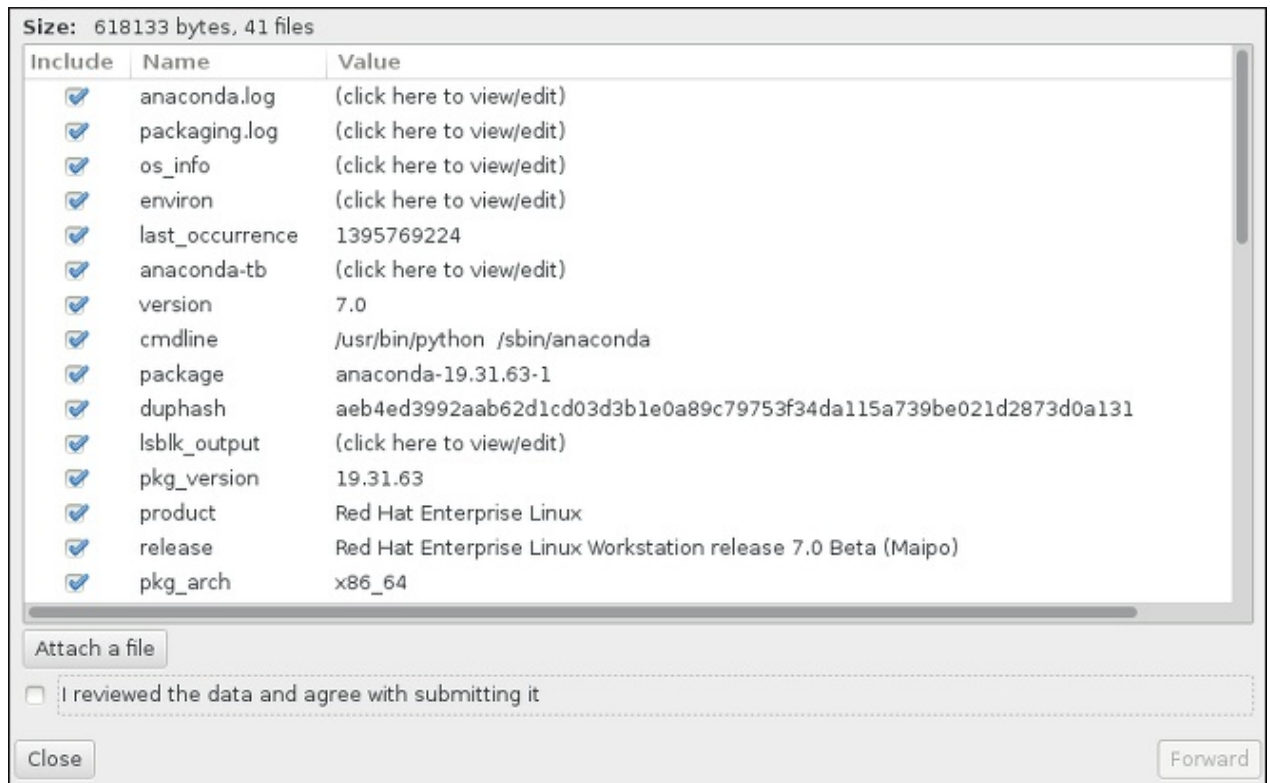 Size: 618133 bytes, 41 files
Include Name Value
anaconda.log (click here to view/edit)
packaging.log (click here to view/edit)
os_info (click here to view/edit)
environ (click here to view/edit)
last_occurrence 1395769224
anaconda-tb (click here to view/edit)
version 7.0
cmdline /usr/bin/python /sbin/anaconda
package anaconda-19.31.63-1
duphash aeb4ed3992aab62d1cd03d3b1e0a89c79753f34da115a739be021d2873d0a131
lsblk_output (click here to view/edit)
pkg_version 19.31.63
product Red Hat Enterprise Linux
release Red Hat Enterprise Linux Workstation release 7.0 Beta (Maipo)
pkg_arch x86_64
Attach a file
I reviewed the data and agree with submitting it
Close Forward